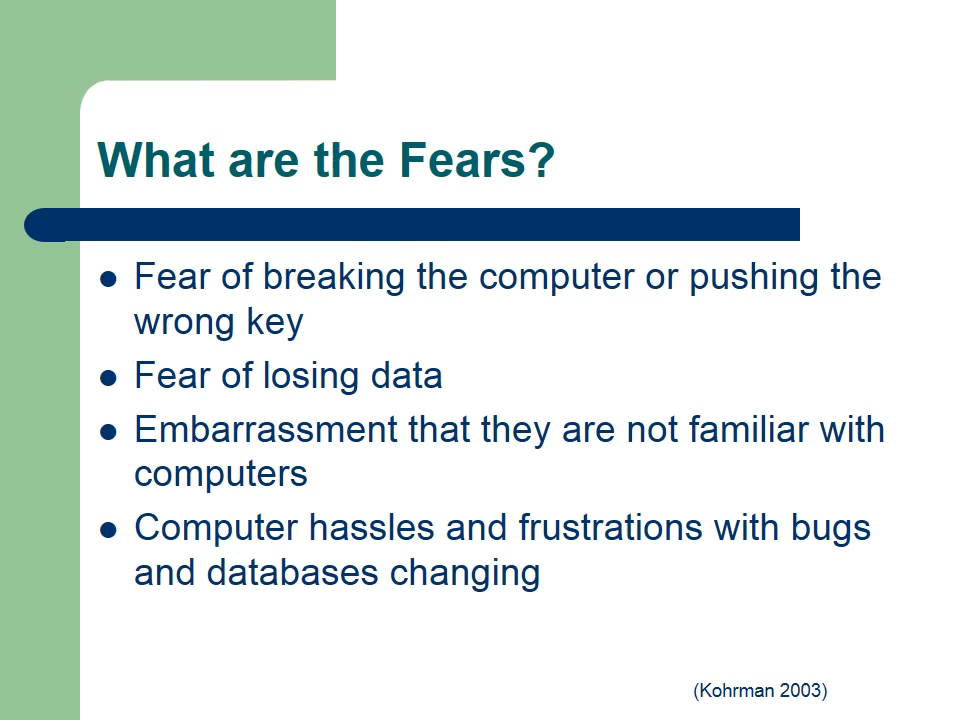 What are the Fears?
● Fear of breaking the computer or pushing the
wrong key
● Fear of losing data
● Embarrassment that they are not familiar with
computers
● Computer hassles and frustrations with bugs
and databases changing
(Kohrman 2003)